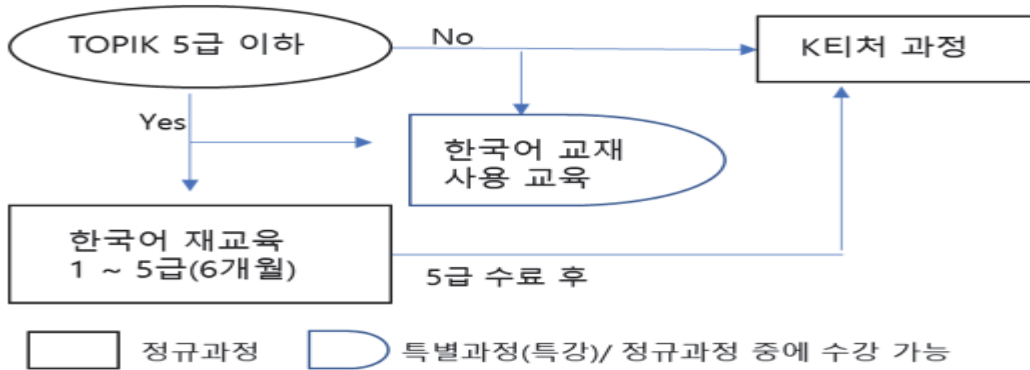 TOPIK 5급 이하
No
K티처 과정
Yes
한국어 교재
사용 교육
한국어 재교육
1 ~ 5급(6개월)
5급 수료 후
정규과정
특별과정(특강)/ 정규과정 중에 수강 가능